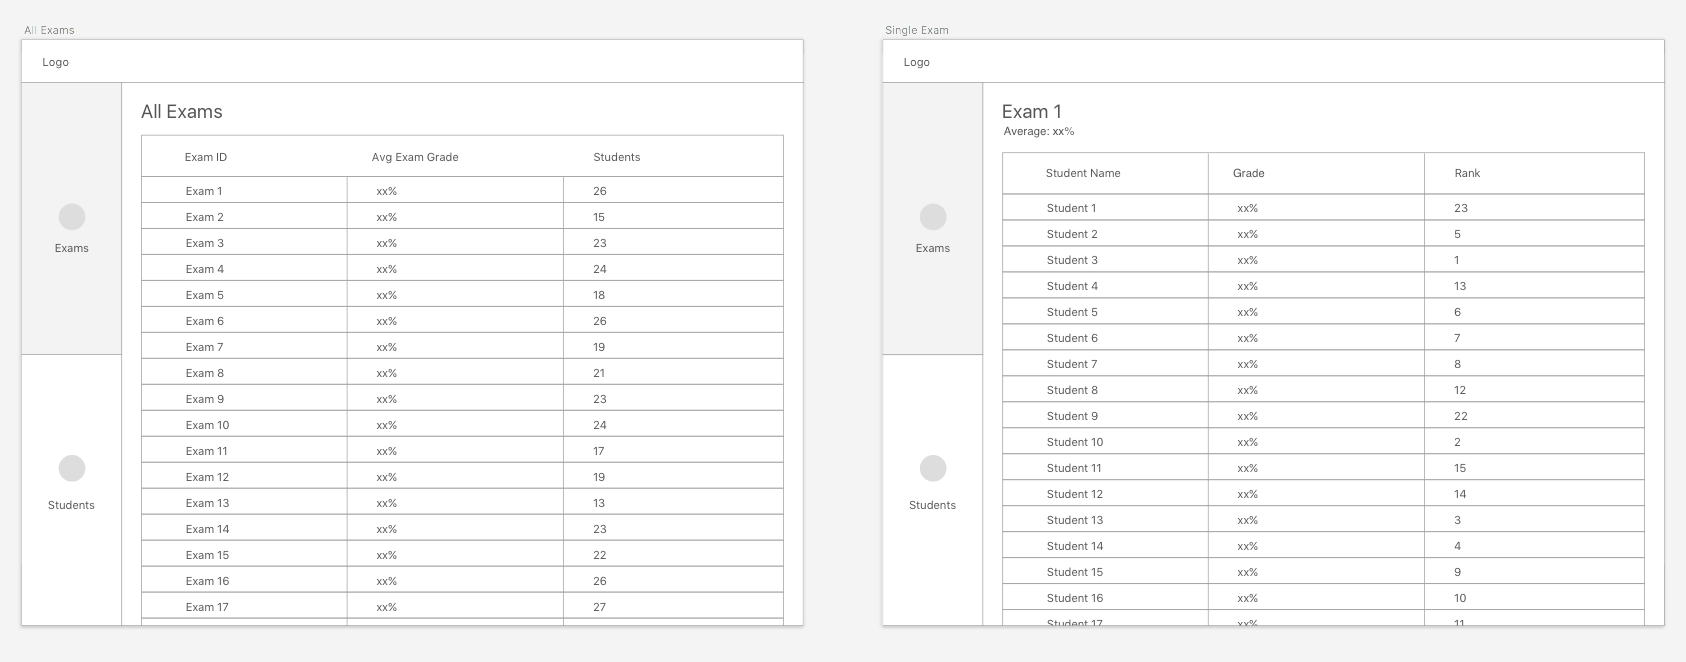 All Exams
Logo
All Exams
Exam ID Avg Exam Grade Students
Exam 1 xx% 26
Exam 2 xx% 15
Exam 3 xx% 23
Exam 4 xx% 24
Exam 5 xx% 18
Exam 6 xx% 26
Exam 7 xx% 19
Exam 8 xx% 21
Exam 9 xx% 23
Exam 10 xx% 24
Exam 11 xx% 17
Exam 12 xx% 19
Exam 13 xx% 13
Exam 14 xx% 23
Exam 15 xx% 22
Exam 16 xx% 26
Exam 17 xx% 27
Exams
Students
Single Exam
Logo
Exam 1
Average: xx%
Student Name Grade Rank
Student 1 xx% 23
Student 2 xx% 5
Student 3 xx% 1
Student 4 xx% 13
Student 5 xx% 6
Student 6 xx% 7
Student 7 xx% 8
Student 8 xx% 12
Student 9 xx% 22
Student 10 xx% 2
Student 11 xx% 15
Student 12 xx% 14
Student 13 xx% 3
Student 14 xx% 4
Student 15 xx% 9
Student 16 xx% 10
Student 17 xx% 11
Exams
Students